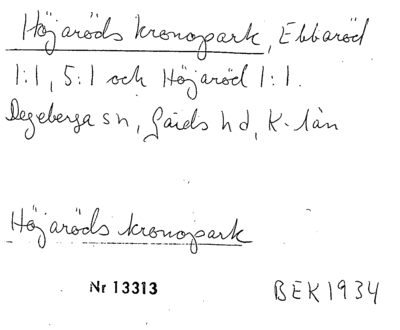 Höjaröds kronopark, Ebbaröd
1:1, 5:1 och Höjaröd 1:1.
Degeberga sn, Gärds hd, K-län
Höjaröds kronopark
Nr 13313
BEK1934